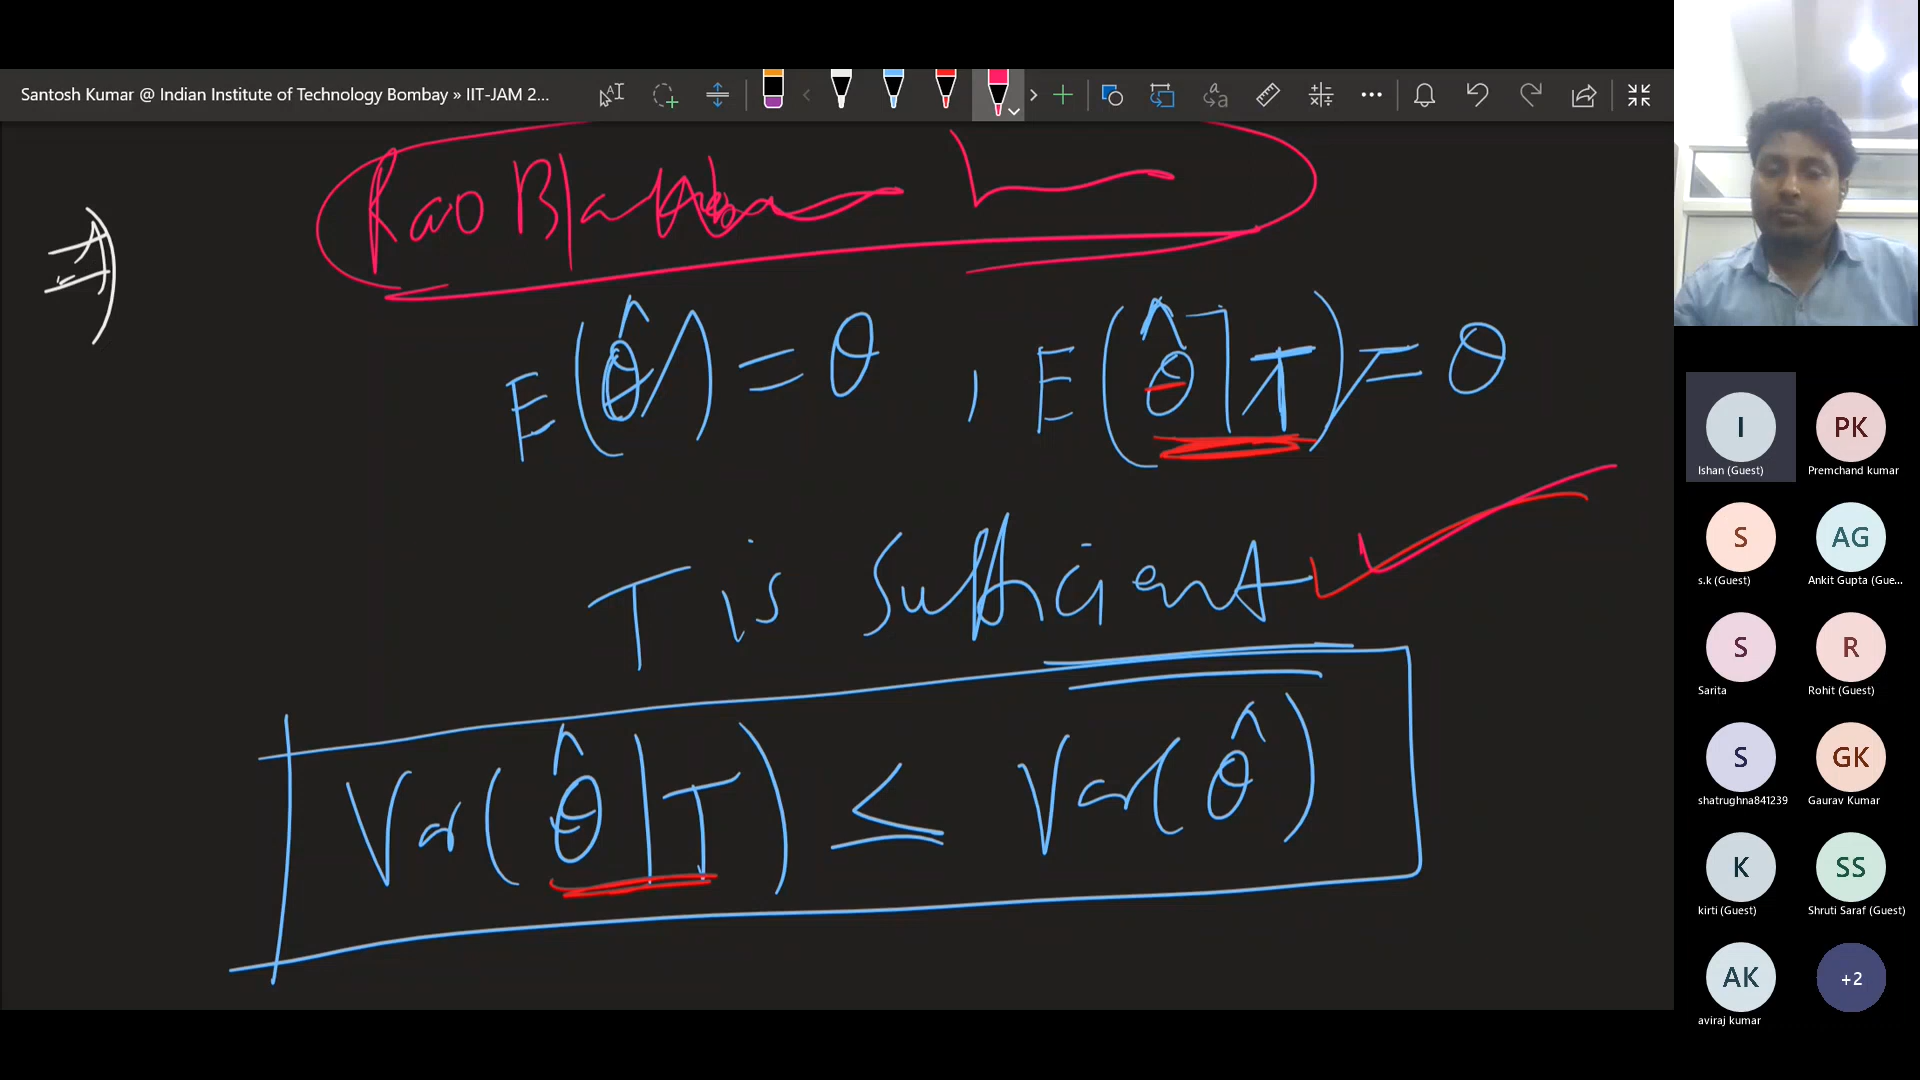 Santosh Kumar @ Indian Institute of Technology Bombay » IIT-JAM 2...
Rao Bla
E(θ̂) = θ , E(θ̂|T) = θ
T is sufficient
Var(θ̂|T) ≤ Var(θ̂)
I
Ishan (Guest)
PK
Premchand kumar
S
s.k (Guest)
AG
Ankit Gupta (Gue...
S
Sarita
R
Rohit (Guest)
S
shatrughna841239
GK
Gaurav Kumar
K
kirti (Guest)
SS
Shruti Saraf (Guest)
AK
aviraj kumar
+2